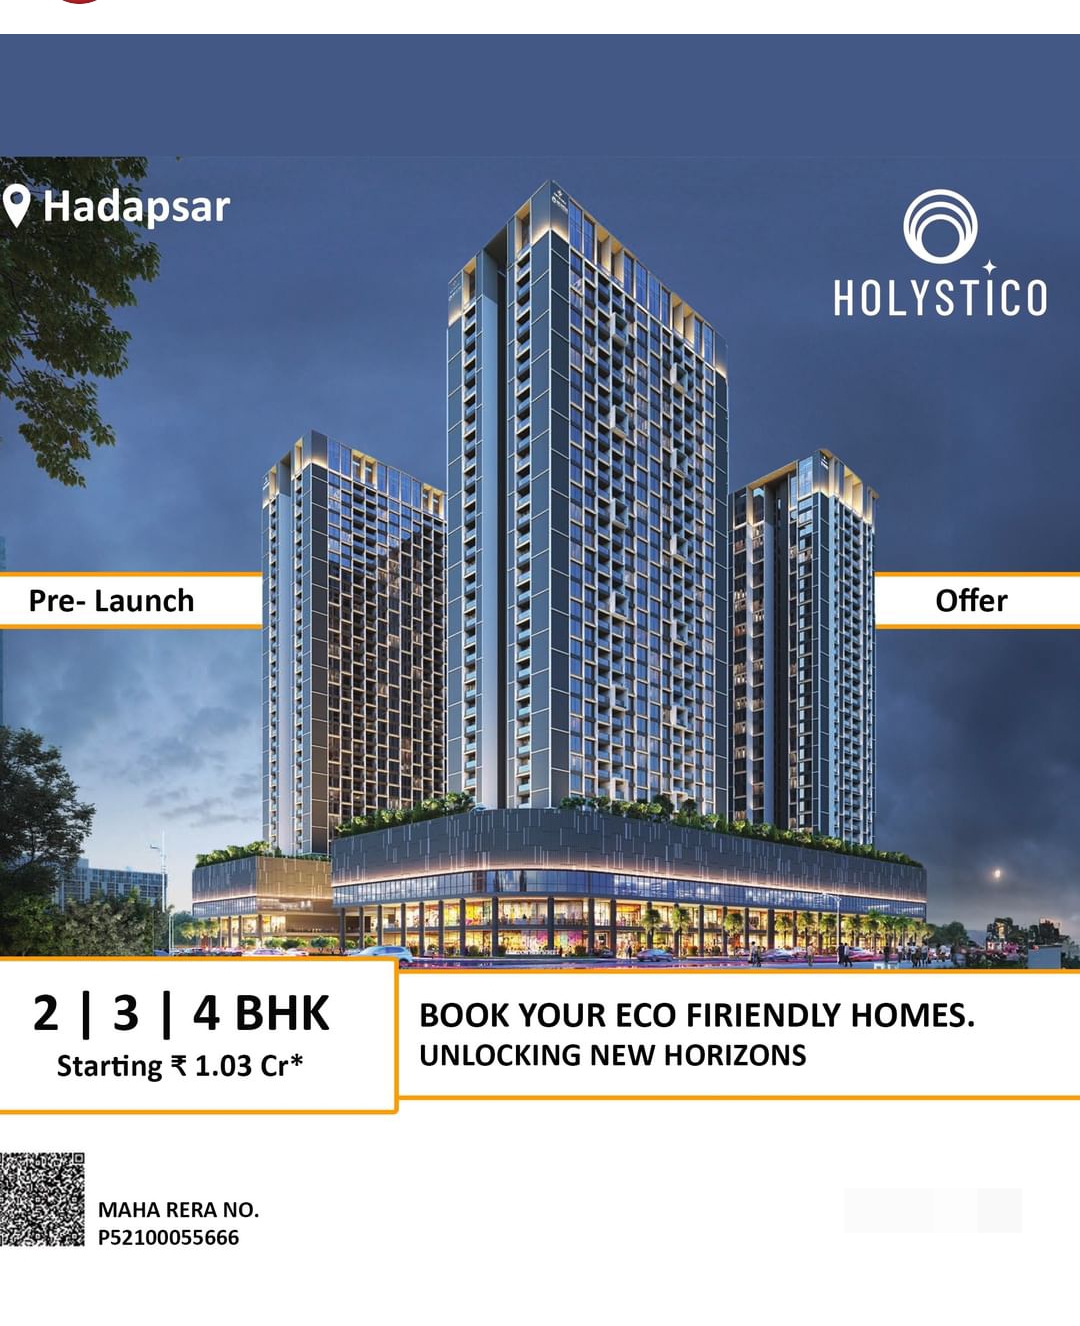 Hadapsar
HOLYSTICO
Pre- Launch
Offer
2 | 3 | 4 BHK
Starting ₹ 1.03 Cr*
BOOK YOUR ECO FIRIENDLY HOMES.
UNLOCKING NEW HORIZONS
MAHA RERA NO.
P52100055666